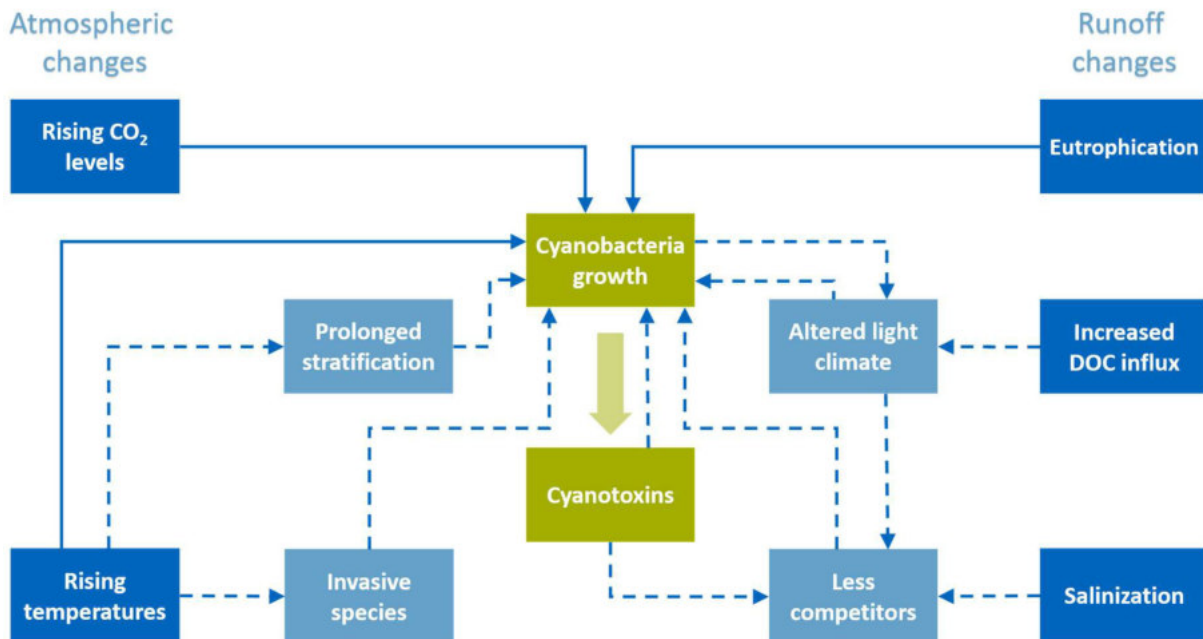 Atmospheric
changes
Runoff
changes
Rising CO₂
levels
Eutrophication
Cyanobacteria
growth
Prolonged
stratification
Altered light
climate
Increased
DOC influx
Cyanotoxins
Rising
temperatures
Invasive
species
Less
competitors
Salinization